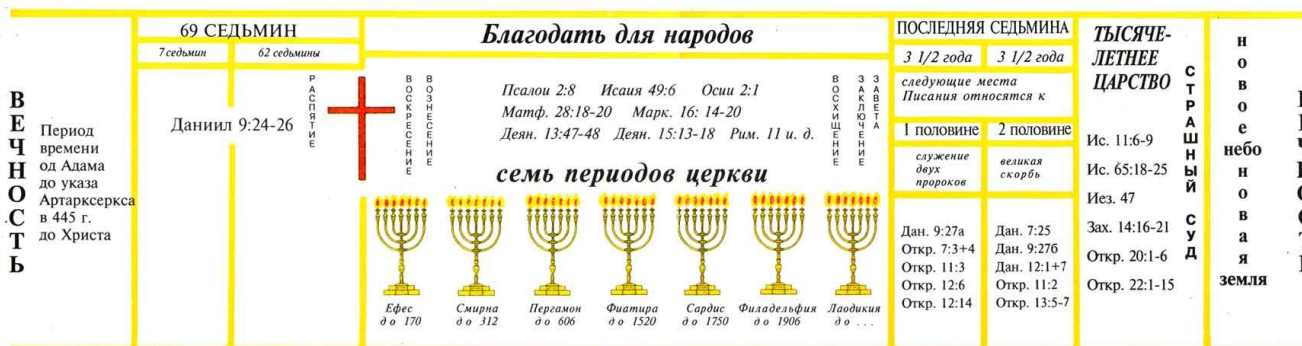 ВЕЧНОСТЬ
Период
времени
от Адама
до указа
Артарксеркса
в 445 г.
до Христа
69 СЕДЬМИН
7 седьмин
62 седьмины
Даниил 9:24-26
РАСПЯТИЕ
Благодать для народов
ВОСКРЕСЕНИЕ
ВОЗНЕСЕНИЕ
Псалом 2:8 Исаия 49:6 Осии 2:1
Матф. 28:18-20 Марк. 16: 14-20
Деян. 13:47-48 Деян. 15:13-18 Рим. 11 и. д.
ВОСХИЩЕНИЕ
ЗАКЛЮЧЕНИЕ
ЗАВЕТА
семь периодов церкви
Ефес
до 170
Смирна
до 312
Пергамон
до 606
Фиатира
до 1520
Сардис
до 1750
Филадельфия
до 1906
Лаодикия
до ...
ПОСЛЕДНЯЯ СЕДЬМИНА
3 1/2 года
3 1/2 года
следующие места
Писания относятся к
1 половине
2 половине
служение
двух
пророков
великая
скорбь
Дан. 9:27а
Откр. 7:3+4
Откр. 11:3
Откр. 12:6
Откр. 12:14
Дан. 7:25
Дан. 9:27б
Дан. 12:1+7
Откр. 11:2
Откр. 13:5-7
ТЫСЯЧЕ-
ЛЕТНЕЕ
ЦАРСТВО
Ис. 11:6-9
Ис. 65:18-25
Иез. 47
Зах. 14:16-21
Откр. 20:1-6
Откр. 22:1-15
СТРАШНЫЙ СУД
новое
небо
новая
земля